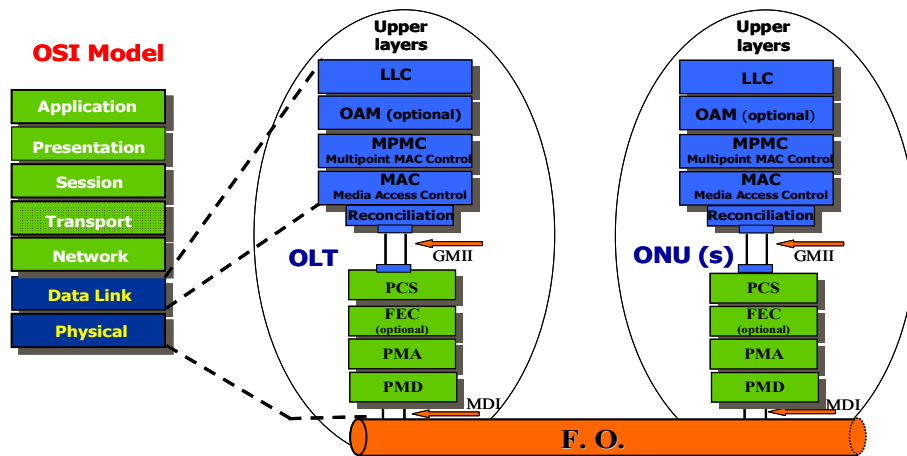 OSI Model
Application
Presentation
Session
Transport
Network
Data Link
Physical
Upper
layers
LLC
OAM (optional)
MPMC
Multipoint MAC Control
MAC
Media Access Control
Reconciliation
OLT
GMII
PCS
FEC
(optional)
PMA
PMD
MDI
Upper
layers
LLC
OAM (optional)
MPMC
Multipoint MAC Control
MAC
Media Access Control
Reconciliation
ONU (s)
GMII
PCS
FEC
(optional)
PMA
PMD
MDI
F. O.